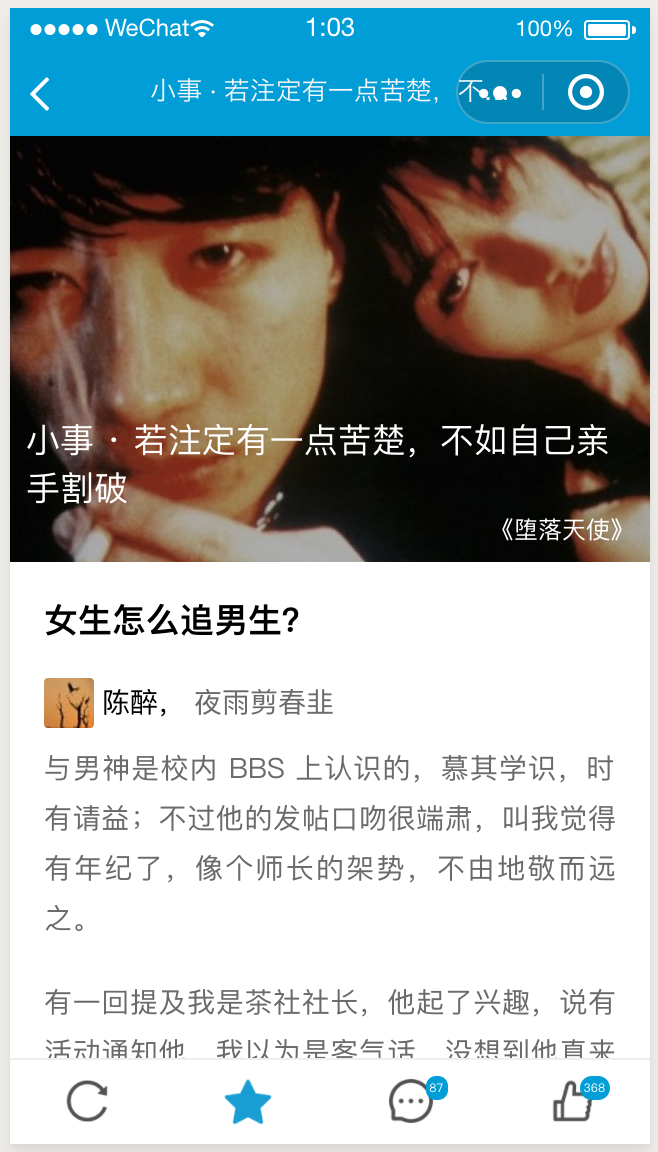 WeChat 1:03 100%
小事 · 若注定有一点苦楚，不...
小事 · 若注定有一点苦楚，不如自己亲
手割破
《堕落天使》
女生怎么追男生?
陈醉， 夜雨剪春韭
与男神是校内 BBS 上认识的，慕其学识，时
有请益；不过他的发帖口吻很端肃，叫我觉得
有年纪了，像个师长的架势，不由地敬而远
之。
有一回提及我是茶社社长，他起了兴趣，说有
活动通知他，我以为是客气话，没想到他真来
87 368